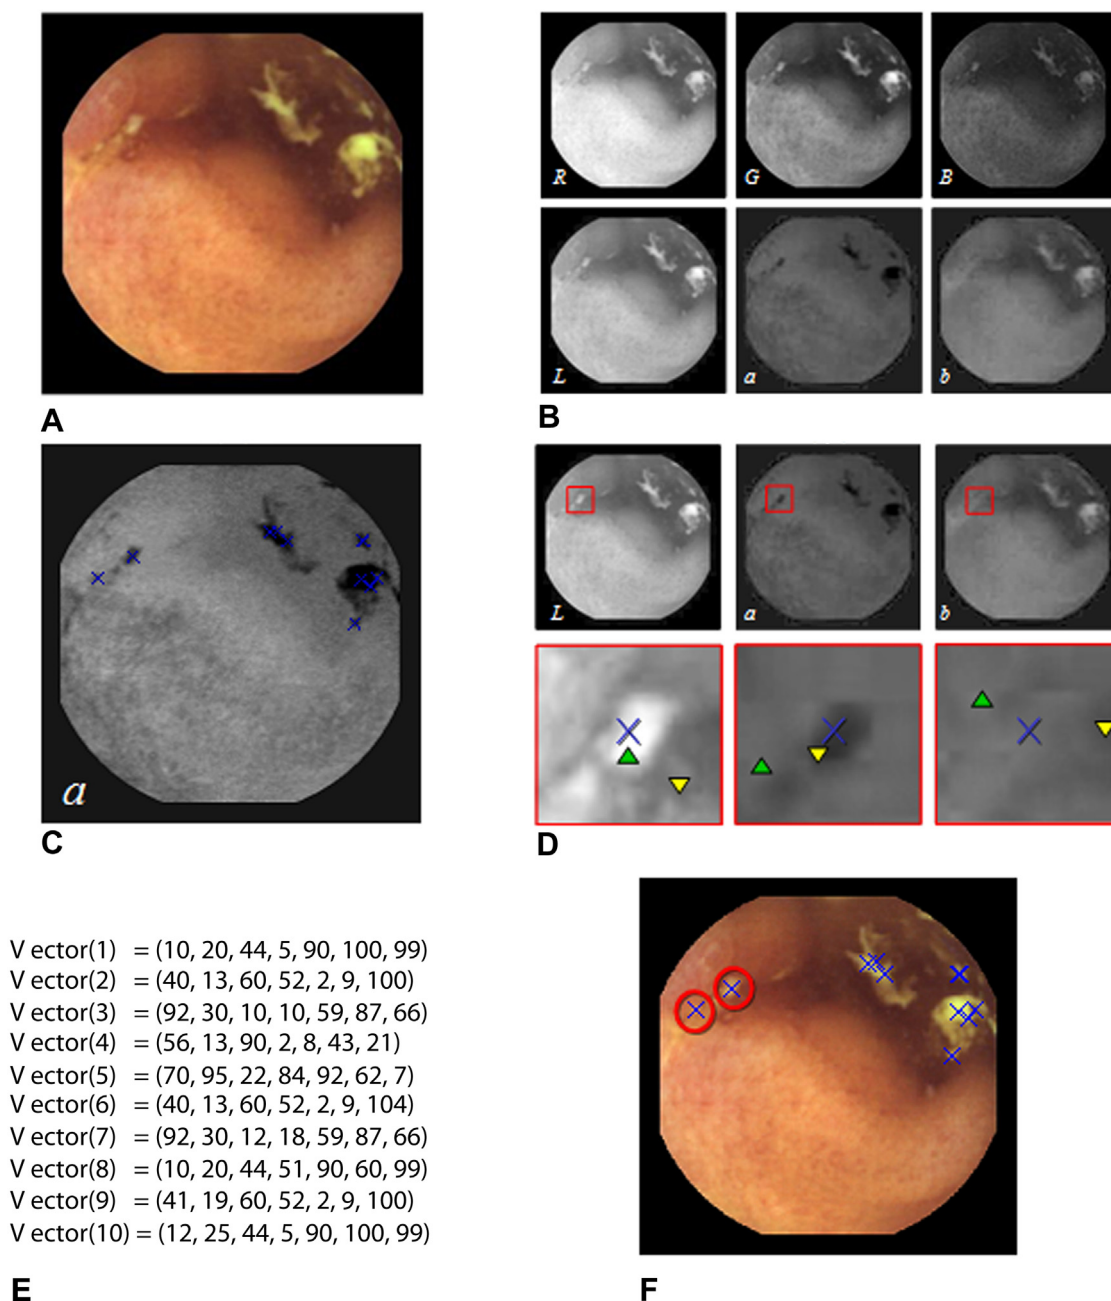 R
G
B
L
a
b
A
B
a
C
L
a
b
D
V ector(1) = (10, 20, 44, 5, 90, 100, 99)
V ector(2) = (40, 13, 60, 52, 2, 9, 100)
V ector(3) = (92, 30, 10, 10, 59, 87, 66)
V ector(4) = (56, 13, 90, 2, 8, 43, 21)
V ector(5) = (70, 95, 22, 84, 92, 62, 7)
V ector(6) = (40, 13, 60, 52, 2, 9, 104)
V ector(7) = (92, 30, 12, 18, 59, 87, 66)
V ector(8) = (10, 20, 44, 51, 90, 60, 99)
V ector(9) = (41, 19, 60, 52, 2, 9, 100)
V ector(10) = (12, 25, 44, 5, 90, 100, 99)
E
F